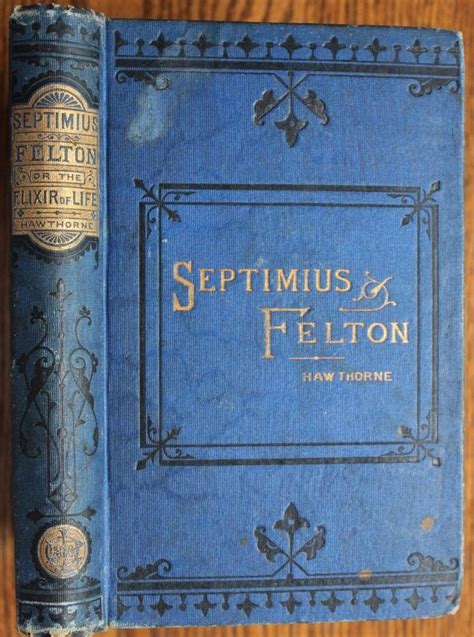 SEPTIMIUS
FELTON
OR THE
ELIXIR OF LIFE
HAWTHORNE
SEPTIMIUS
FELTON
HAWTHORNE